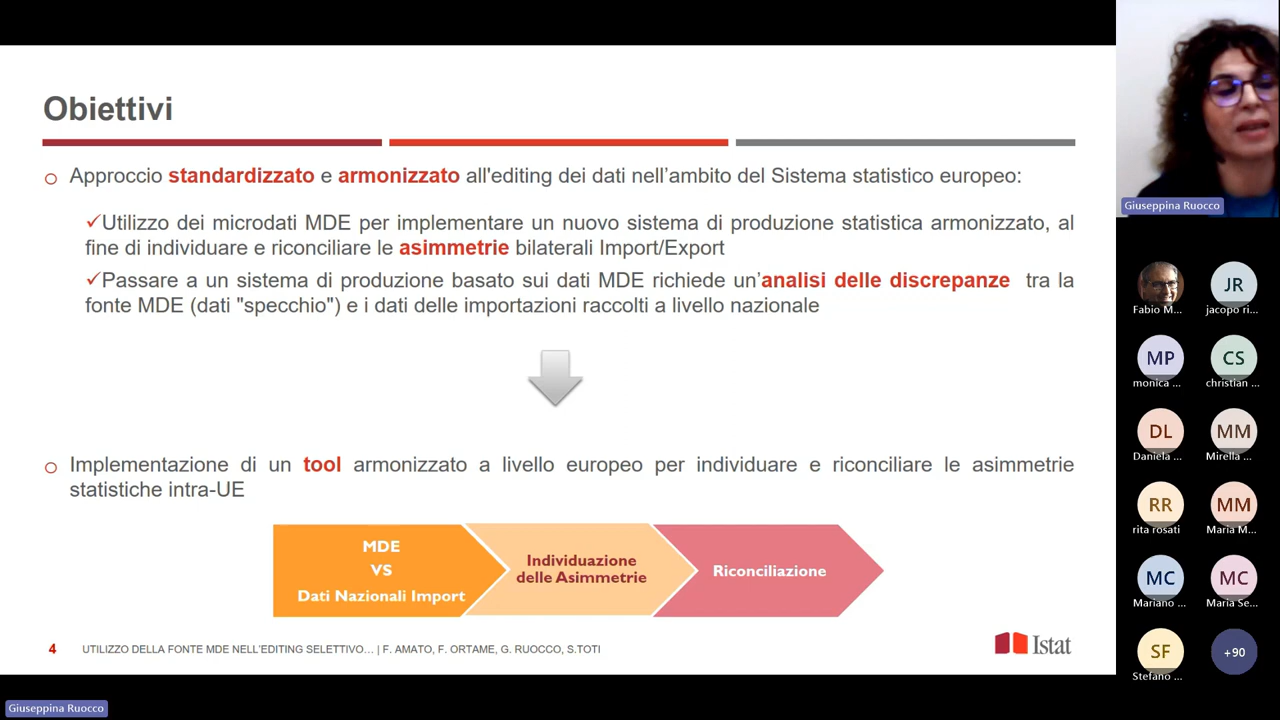 Obiettivi
Approccio standardizzato e armonizzato all'editing dei dati nell'ambito del Sistema statistico europeo:
✓Utilizzo dei microdati MDE per implementare un nuovo sistema di produzione statistica armonizzato, al
fine di individuare e riconciliare le asimmetrie bilaterali Import/Export
✓Passare a un sistema di produzione basato sui dati MDE richiede un'analisi delle discrepanze tra la
fonte MDE (dati "specchio") e i dati delle importazioni raccolti a livello nazionale
Implementazione di un tool armonizzato a livello europeo per individuare e riconciliare le asimmetrie
statistiche intra-UE
MDE
VS
Dati Nazionali Import
Individuazione
delle Asimmetrie
Riconciliazione
4 UTILIZZO DELLA FONTE MDE NELL'EDITING SELETTIVO... | F. AMATO, F. ORTAME, G. RUOCCO, S.TOTI
Istat
Giuseppina Ruocco
Giuseppina Ruocco
Fabio M...
JR
jacopo ri...
MP
monica ...
CS
christian ...
DL
Daniela ...
MM
Mirella ...
RR
rita rosati
MM
Maria M...
MC
Mariano ...
MC
Maria Se...
SF
Stefano ...
+90